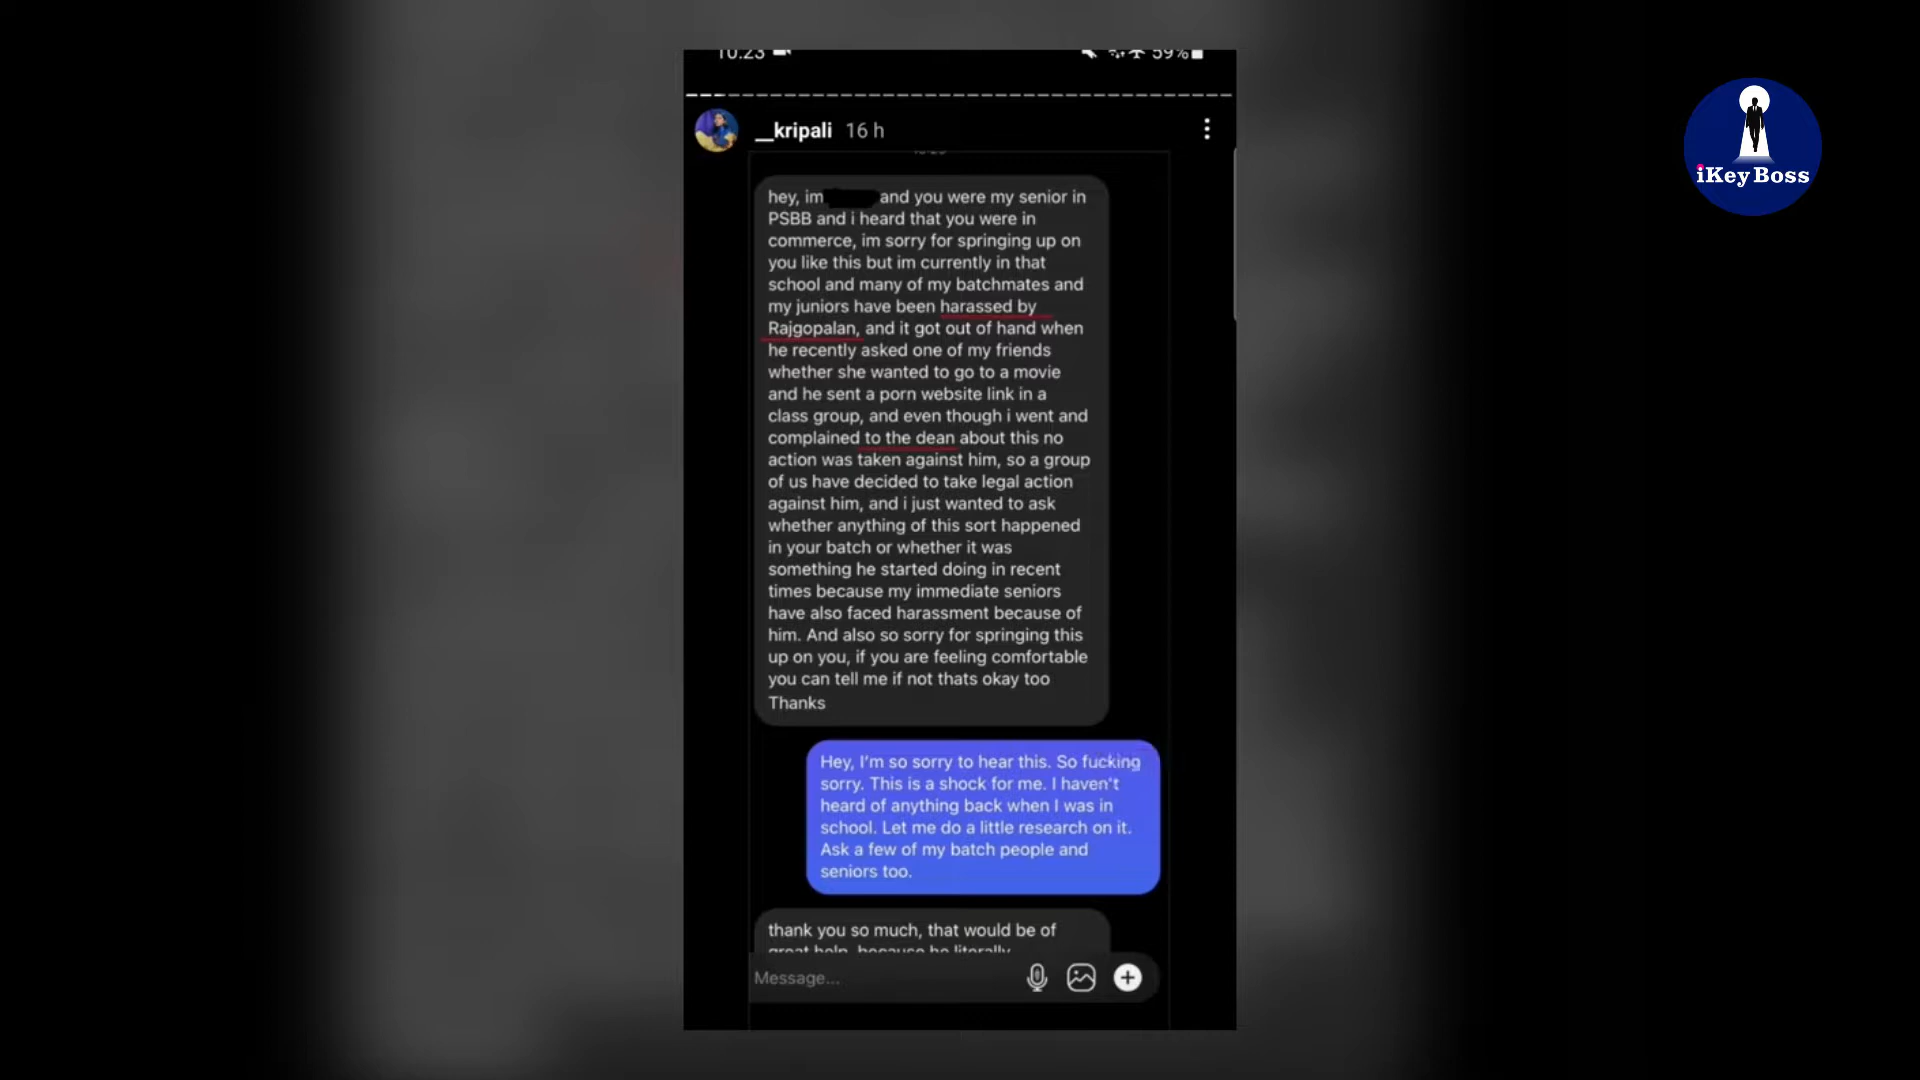 10:23 59%
__kripali 16 h
iKey Boss
hey, im and you were my senior in
PSBB and i heard that you were in
commerce, im sorry for springing up on
you like this but im currently in that
school and many of my batchmates and
my juniors have been harassed by
Rajgopalan, and it got out of hand when
he recently asked one of my friends
whether she wanted to go to a movie
and he sent a porn website link in a
class group, and even though i went and
complained to the dean about this no
action was taken against him, so a group
of us have decided to take legal action
against him, and i just wanted to ask
whether anything of this sort happened
in your batch or whether it was
something he started doing in recent
times because my immediate seniors
have also faced harassment because of
him. And also so sorry for springing this
up on you, if you are feeling comfortable
you can tell me if not thats okay too
Thanks
Hey, I'm so sorry to hear this. So fucking
sorry. This is a shock for me. I haven't
heard of anything back when I was in
school. Let me do a little research on it.
Ask a few of my batch people and
seniors too.
thank you so much, that would be of
great help, because he literally
Message...